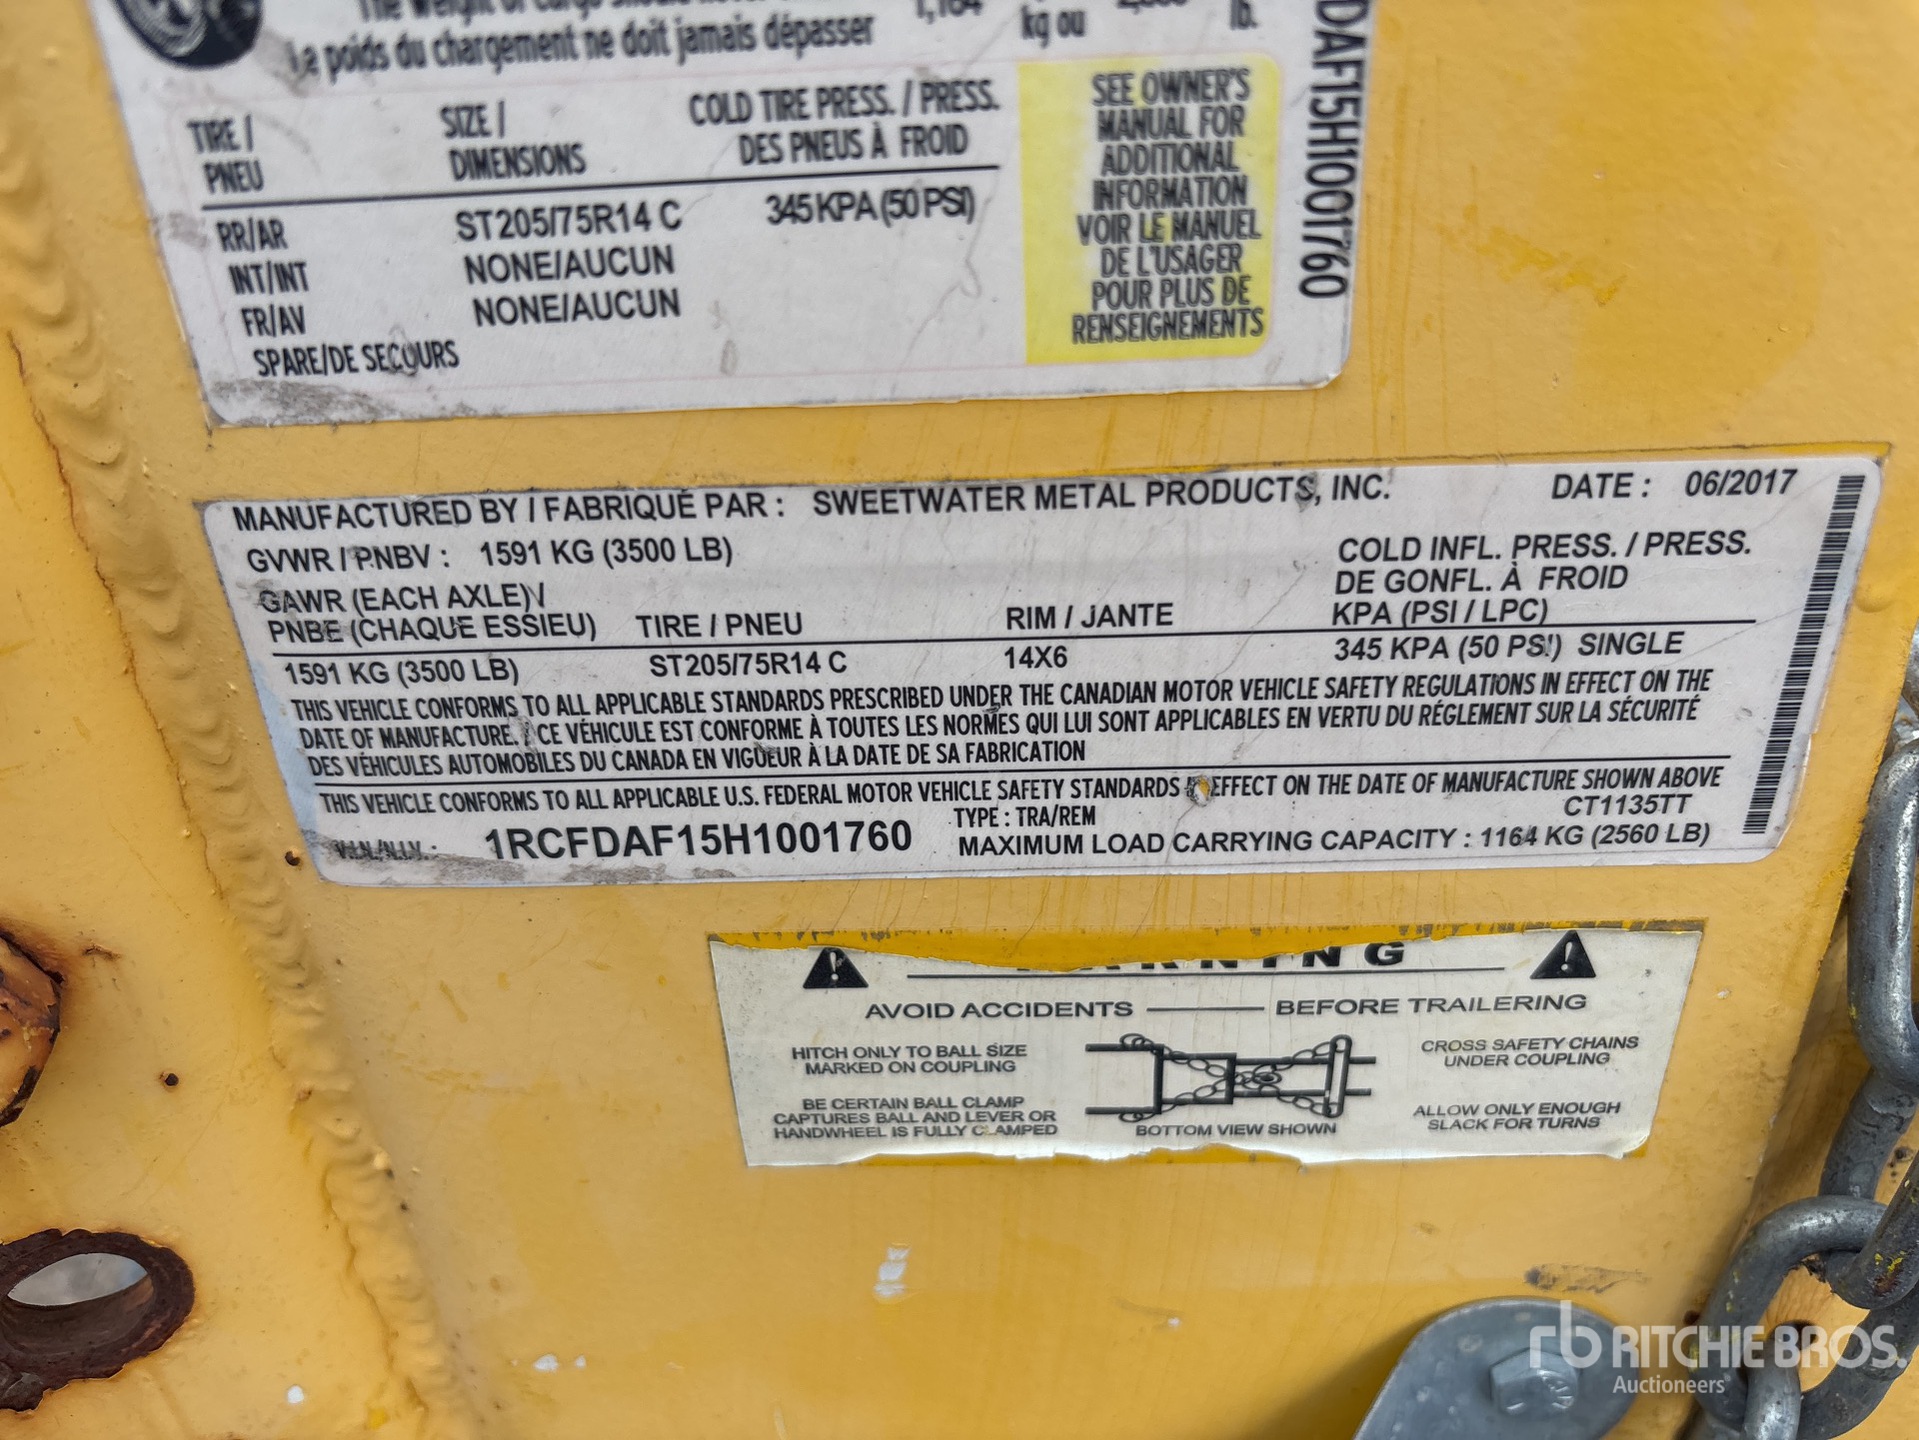 La poids du chargement ne doit jamais dépasser 1,164 kg ou lb.
TIRE / PNEU
SIZE / DIMENSIONS
COLD TIRE PRESS. / PRESS. DES PNEUS À FROID
RR/AR ST205/75R14 C 345 KPA (50 PSI)
INT/INT NONE/AUCUN
FR/AV NONE/AUCUN
SPARE/DE SECOURS
SEE OWNER'S
MANUAL FOR
ADDITIONAL
INFORMATION
VOIR LE MANUEL
DE L'USAGER
POUR PLUS DE
RENSEIGNEMENTS
DAF15H1001760
MANUFACTURED BY / FABRIQUÉ PAR : SWEETWATER METAL PRODUCTS, INC. DATE : 06/2017
GVWR / PNBV : 1591 KG (3500 LB)
GAWR (EACH AXLE) /
PNBE (CHAQUE ESSIEU) TIRE / PNEU RIM / JANTE
COLD INFL. PRESS. / PRESS.
DE GONFL. À FROID
KPA (PSI / LPC)
1591 KG (3500 LB) ST205/75R14 C 14X6 345 KPA (50 PSI) SINGLE
THIS VEHICLE CONFORMS TO ALL APPLICABLE STANDARDS PRESCRIBED UNDER THE CANADIAN MOTOR VEHICLE SAFETY REGULATIONS IN EFFECT ON THE
DATE OF MANUFACTURE. / CE VÉHICULE EST CONFORME À TOUTES LES NORMES QUI LUI SONT APPLICABLES EN VERTU DU RÉGLEMENT SUR LA SÉCURITÉ
DES VÉHICULES AUTOMOBILES DU CANADA EN VIGUEUR À LA DATE DE SA FABRICATION
THIS VEHICLE CONFORMS TO ALL APPLICABLE U.S. FEDERAL MOTOR VEHICLE SAFETY STANDARDS IN EFFECT ON THE DATE OF MANUFACTURE SHOWN ABOVE
V.I.N./N.I.V. : 1RCFDAF15H1001760 TYPE : TRA/REM CT1135TT
MAXIMUM LOAD CARRYING CAPACITY : 1164 KG (2560 LB)
WARNING
AVOID ACCIDENTS BEFORE TRAILERING
HITCH ONLY TO BALL SIZE
MARKED ON COUPLING
BE CERTAIN BALL CLAMP
CAPTURES BALL AND LEVER OR
HANDWHEEL IS FULLY CLAMPED
BOTTOM VIEW SHOWN
CROSS SAFETY CHAINS
UNDER COUPLING
ALLOW ONLY ENOUGH
SLACK FOR TURNS
rb RITCHIE BROS.
Auctioneers